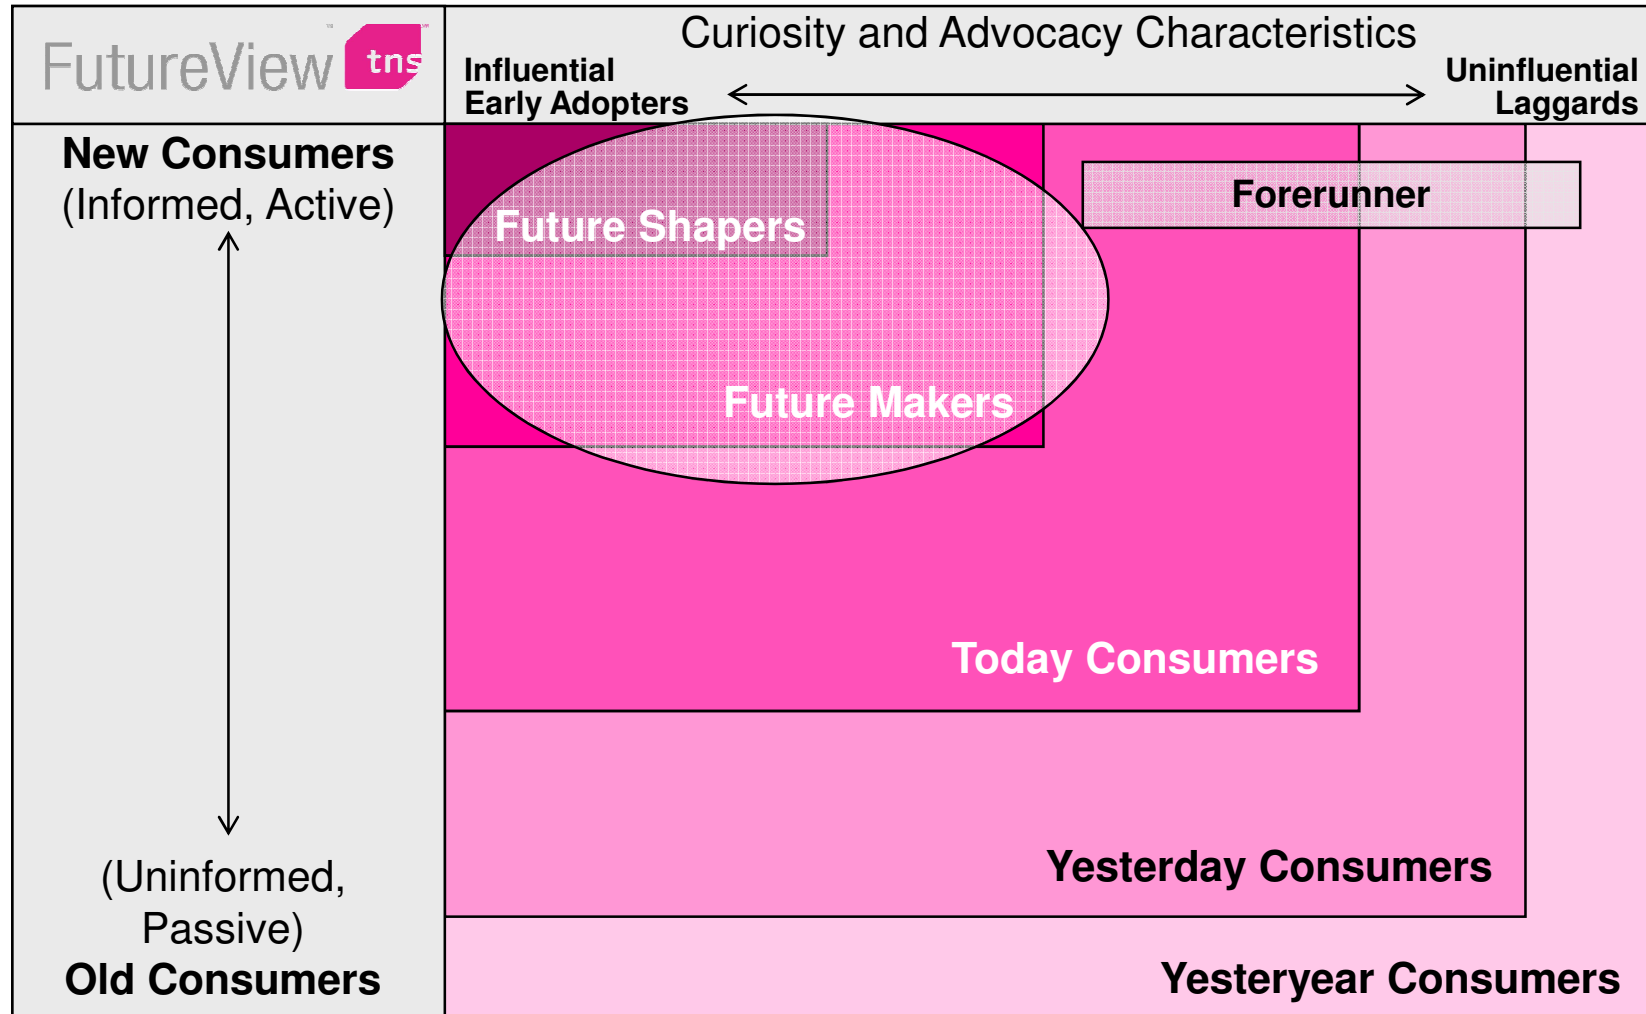 FutureView™ tns
Curiosity and Advocacy Characteristics
Influential
Early Adopters
Uninfluential
Laggards
New Consumers
(Informed, Active)
Forerunner
Future Shapers
Future Makers
Today Consumers
Yesterday Consumers
(Uninformed,
Passive)
Old Consumers
Yesteryear Consumers